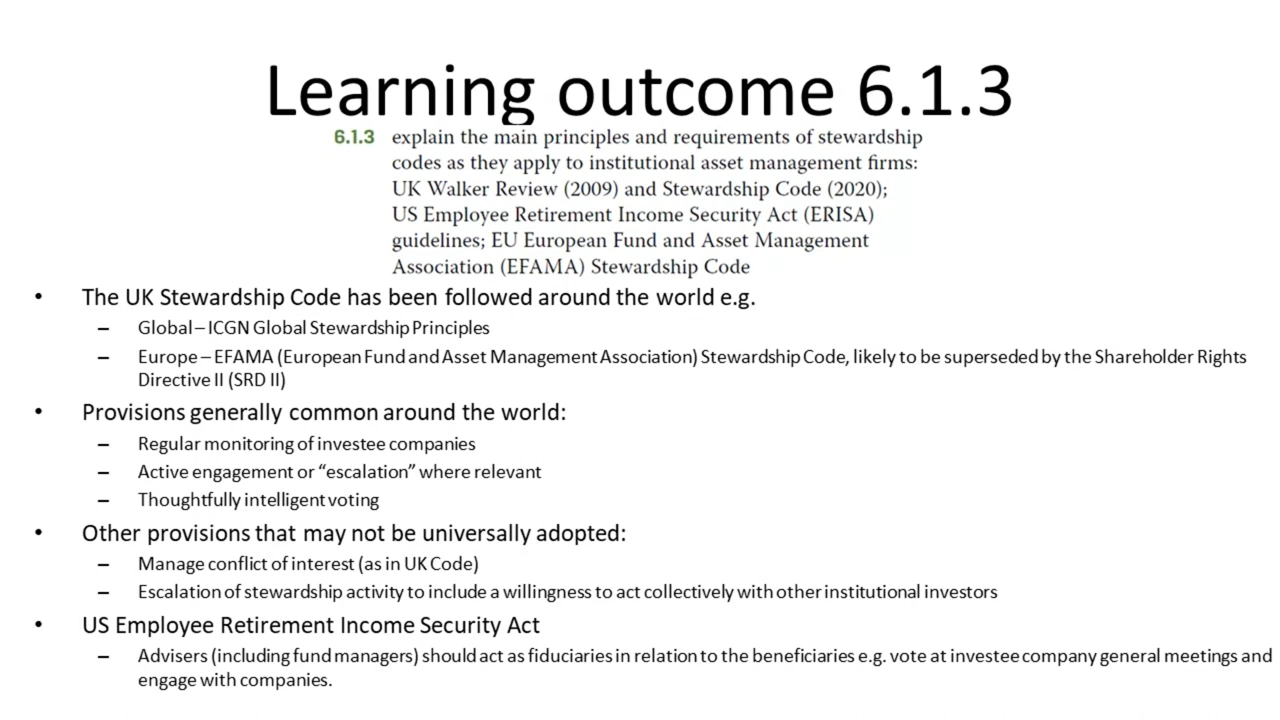 Learning outcome 6.1.3
6.1.3 explain the main principles and requirements of stewardship
codes as they apply to institutional asset management firms:
UK Walker Review (2009) and Stewardship Code (2020);
US Employee Retirement Income Security Act (ERISA)
guidelines; EU European Fund and Asset Management
Association (EFAMA) Stewardship Code
• The UK Stewardship Code has been followed around the world e.g.
– Global – ICGN Global Stewardship Principles
– Europe – EFAMA (European Fund and Asset Management Association) Stewardship Code, likely to be superseded by the Shareholder Rights
Directive II (SRD II)
• Provisions generally common around the world:
– Regular monitoring of investee companies
– Active engagement or “escalation” where relevant
– Thoughtfully intelligent voting
• Other provisions that may not be universally adopted:
– Manage conflict of interest (as in UK Code)
– Escalation of stewardship activity to include a willingness to act collectively with other institutional investors
• US Employee Retirement Income Security Act
– Advisers (including fund managers) should act as fiduciaries in relation to the beneficiaries e.g. vote at investee company general meetings and
engage with companies.